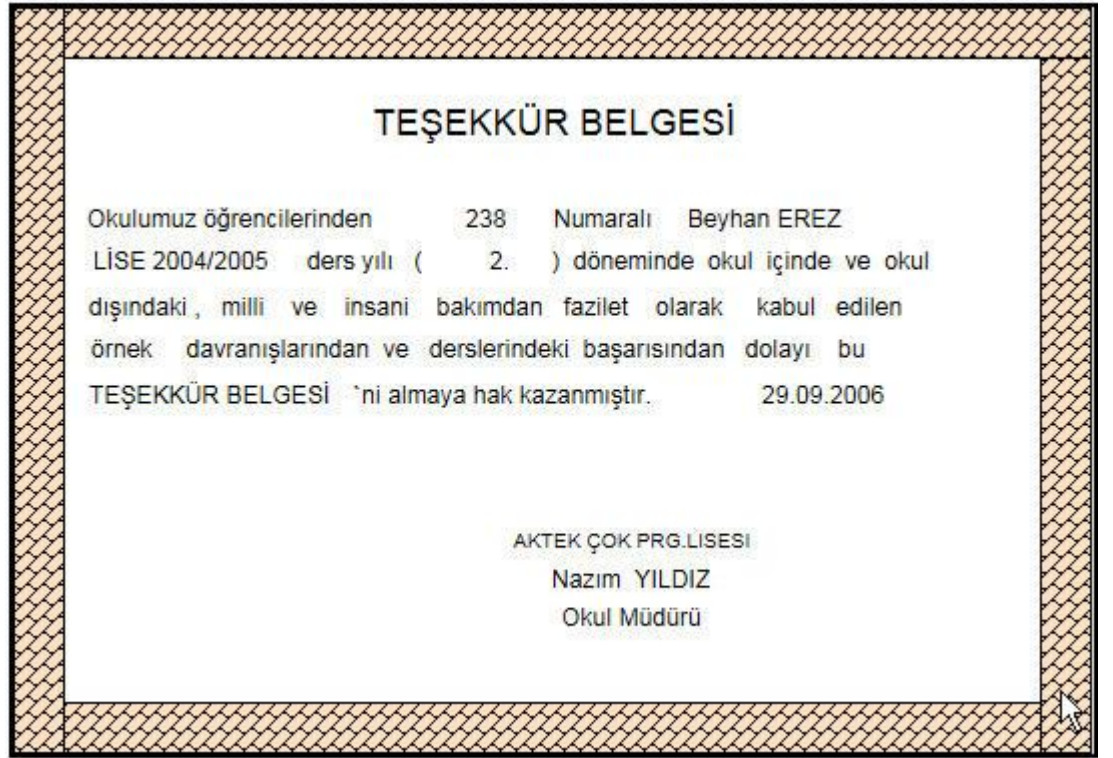 TEŞEKKÜR BELGESİ
Okulumuz öğrencilerinden 238 Numaralı Beyhan EREZ
LİSE 2004/2005 ders yılı ( 2. ) döneminde okul içinde ve okul
dışındaki , milli ve insani bakımdan fazilet olarak kabul edilen
örnek davranışlarından ve derslerindeki başarısından dolayı bu
TEŞEKKÜR BELGESİ `ni almaya hak kazanmıştır. 29.09.2006
AKTEK ÇOK PRG.LISESI
Nazım YILDIZ
Okul Müdürü